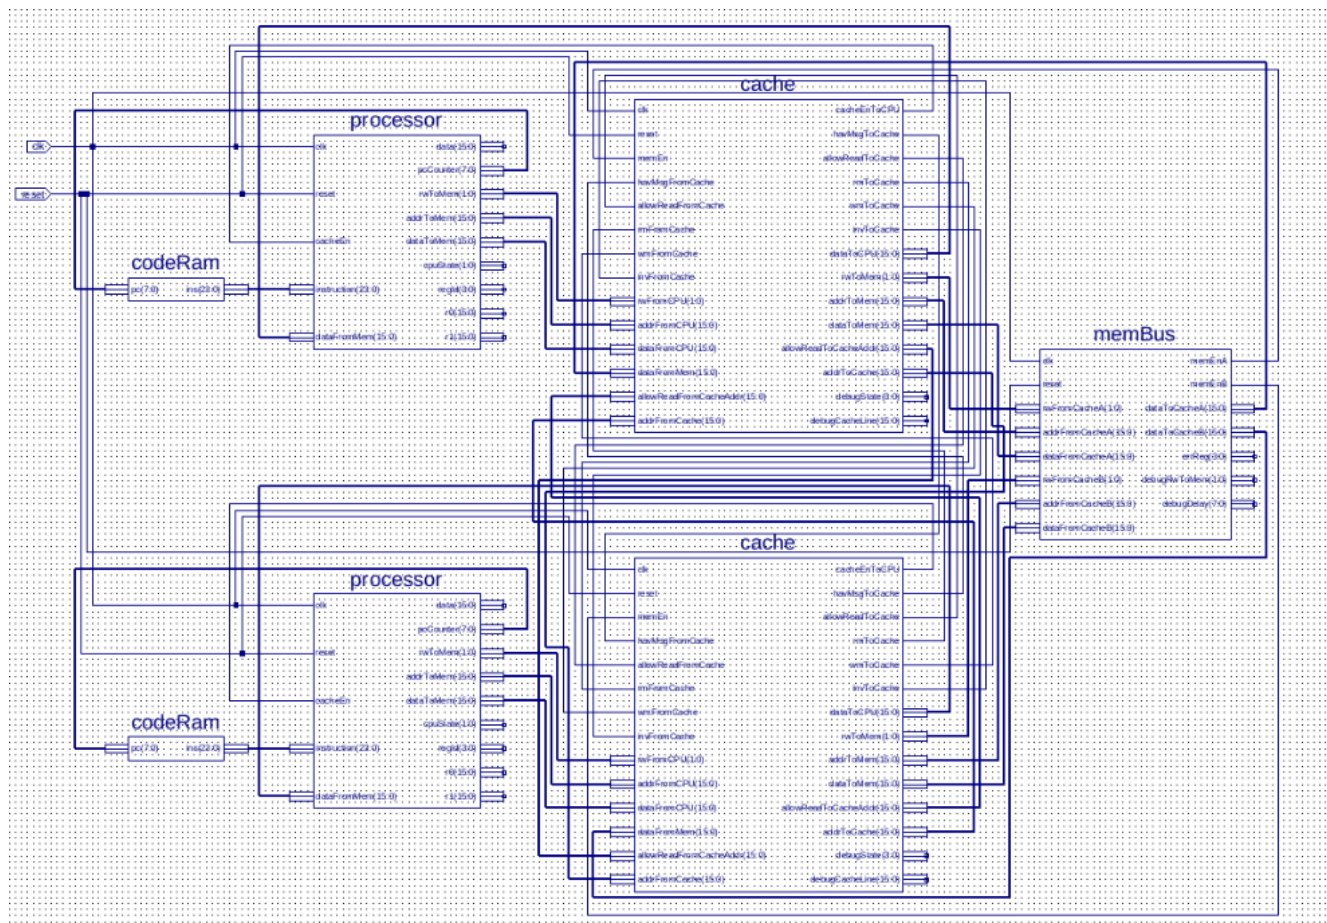 cache
processor
clk
reset
clk
reset
cacheEn
instruction(23:0)
dataFromMem(15:0)
data(15:0)
pcCounter(7:0)
rwToMem(1:0)
addrToMem(15:0)
dataToMem(15:0)
cpuState(1:0)
regId(3:0)
r0(15:0)
r1(15:0)
codeRam
pc(7:0)
ins(23:0)
clk
reset
memEn
havMsgFromCache
allowReadFromCache
rmFromCache
wmFromCache
invFromCache
rwFromCPU(1:0)
addrFromCPU(15:0)
dataFromCPU(15:0)
dataFromMem(15:0)
allowReadFromCacheAddr(15:0)
addrFromCache(15:0)
cacheEnToCPU
havMsgToCache
allowReadToCache
rmToCache
wmToCache
invToCache
dataToCPU(15:0)
rwToMem(1:0)
addrToMem(15:0)
dataToMem(15:0)
allowReadToCacheAddr(15:0)
addrToCache(15:0)
debugState(3:0)
debugCacheLine(15:0)
memBus
clk
reset
rwFromCacheA(1:0)
addrFromCacheA(15:0)
dataFromCacheA(15:0)
rwFromCacheB(1:0)
addrFromCacheB(15:0)
dataFromCacheB(15:0)
memEnA
memEnB
dataToCacheA(15:0)
dataToCacheB(15:0)
errReg(3:0)
debugRwToMem(1:0)
debugDelay(7:0)
cache
processor
clk
reset
cacheEn
instruction(23:0)
dataFromMem(15:0)
data(15:0)
pcCounter(7:0)
rwToMem(1:0)
addrToMem(15:0)
dataToMem(15:0)
cpuState(1:0)
regId(3:0)
r0(15:0)
r1(15:0)
codeRam
pc(7:0)
ins(23:0)
clk
reset
memEn
havMsgFromCache
allowReadFromCache
rmFromCache
wmFromCache
invFromCache
rwFromCPU(1:0)
addrFromCPU(15:0)
dataFromCPU(15:0)
dataFromMem(15:0)
allowReadFromCacheAddr(15:0)
addrFromCache(15:0)
cacheEnToCPU
havMsgToCache
allowReadToCache
rmToCache
wmToCache
invToCache
dataToCPU(15:0)
rwToMem(1:0)
addrToMem(15:0)
dataToMem(15:0)
allowReadToCacheAddr(15:0)
addrToCache(15:0)
debugState(3:0)
debugCacheLine(15:0)